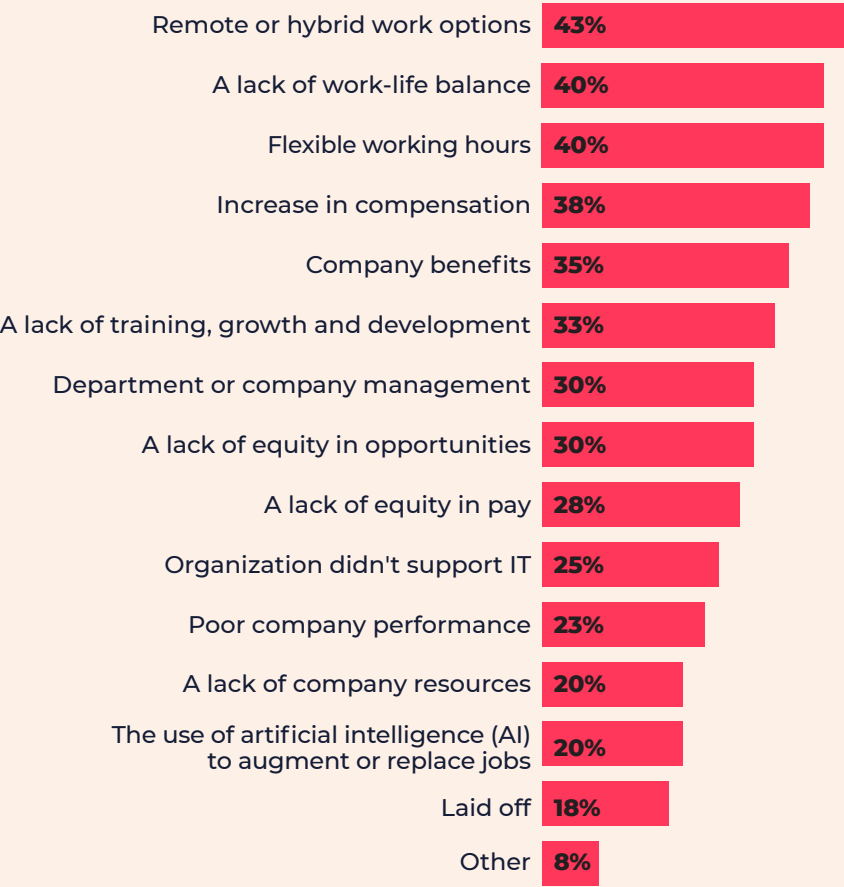 Remote or hybrid work options 43%
A lack of work-life balance 40%
Flexible working hours 40%
Increase in compensation 38%
Company benefits 35%
A lack of training, growth and development 33%
Department or company management 30%
A lack of equity in opportunities 30%
A lack of equity in pay 28%
Organization didn't support IT 25%
Poor company performance 23%
A lack of company resources 20%
The use of artificial intelligence (AI)
to augment or replace jobs 20%
Laid off 18%
Other 8%